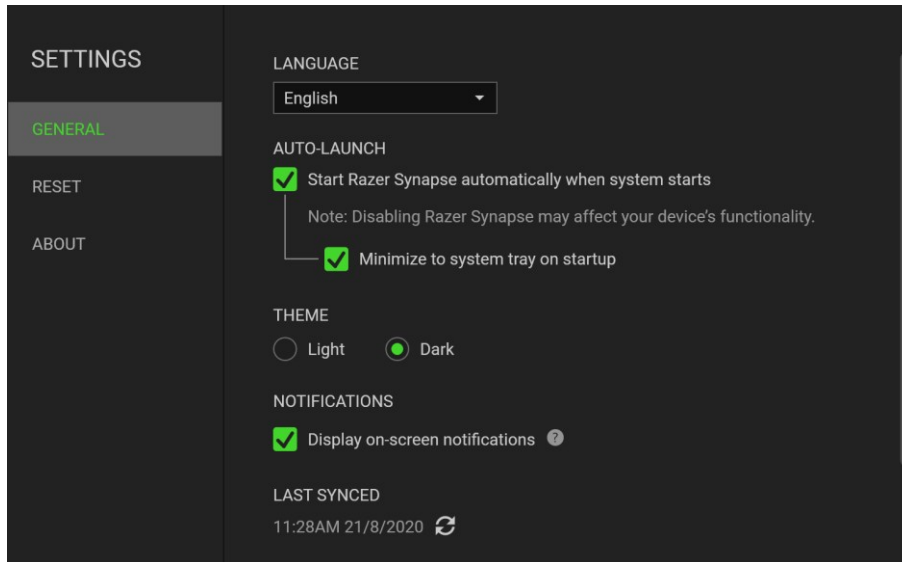 SETTINGS
GENERAL
RESET
ABOUT
LANGUAGE
English
AUTO-LAUNCH
Start Razer Synapse automatically when system starts
Note: Disabling Razer Synapse may affect your device’s functionality.
Minimize to system tray on startup
THEME
Light Dark
NOTIFICATIONS
Display on-screen notifications ?
LAST SYNCED
11:28AM 21/8/2020